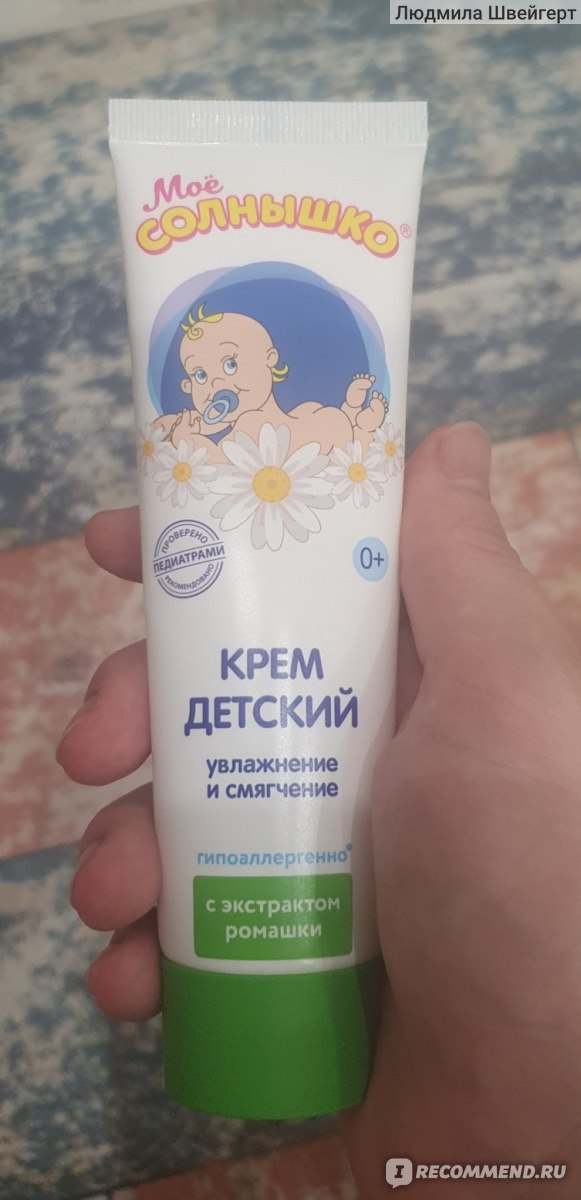 Людмила Швейгерт
Моё
СОЛНЫШКО®
ПРОВЕРЕНО
ПЕДИАТРАМИ
РЕКОМЕНДОВАНО
0+
КРЕМ
ДЕТСКИЙ
увлажнение
и смягчение
гипоаллергенно*
с экстрактом
ромашки
IRECOMMEND.RU